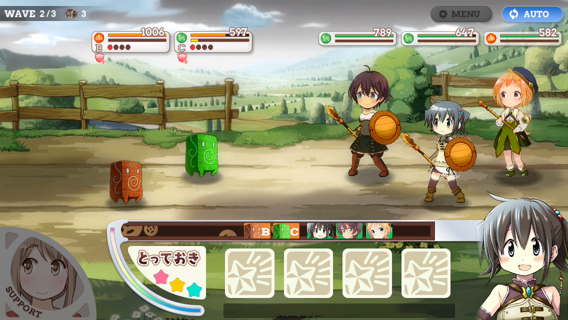 WAVE 2/3 3
MENU
AUTO
1006
597
789
647
582
B
C
B
C
とっておき
SUPPORT